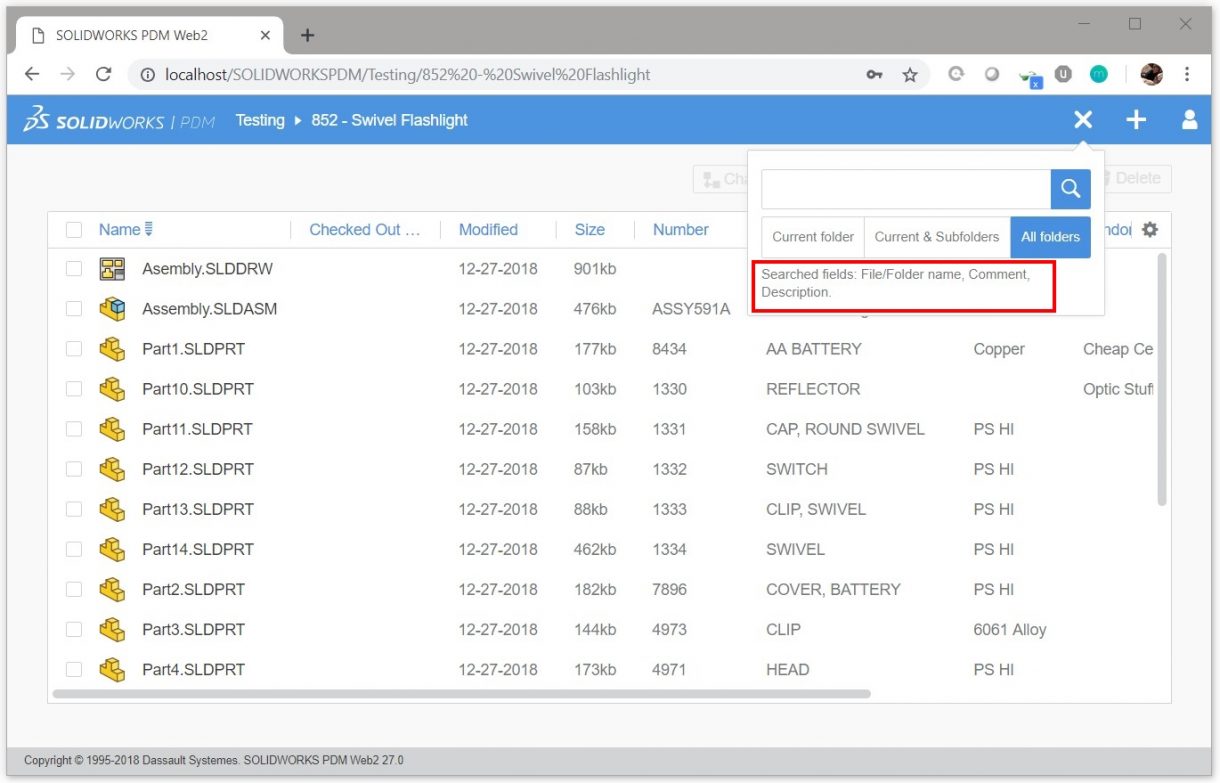 SOLIDWORKS PDM Web2
localhost/SOLIDWORKSPDM/Testing/852%20-%20Swivel%20Flashlight
SOLIDWORKS | PDM Testing 852 - Swivel Flashlight
Delete
Current folder Current & Subfolders All folders
Searched fields: File/Folder name, Comment,
Description.
Name Checked Out ... Modified Size Number
Asembly.SLDDRW 12-27-2018 901kb
Assembly.SLDASM 12-27-2018 476kb ASSY591A
Part1.SLDPRT 12-27-2018 177kb 8434 AA BATTERY Copper Cheap Ce
Part10.SLDPRT 12-27-2018 103kb 1330 REFLECTOR Optic Stuff
Part11.SLDPRT 12-27-2018 158kb 1331 CAP, ROUND SWIVEL PS HI
Part12.SLDPRT 12-27-2018 87kb 1332 SWITCH PS HI
Part13.SLDPRT 12-27-2018 88kb 1333 CLIP, SWIVEL PS HI
Part14.SLDPRT 12-27-2018 462kb 1334 SWIVEL PS HI
Part2.SLDPRT 12-27-2018 182kb 7896 COVER, BATTERY PS HI
Part3.SLDPRT 12-27-2018 144kb 4973 CLIP 6061 Alloy
Part4.SLDPRT 12-27-2018 173kb 4971 HEAD PS HI
Copyright © 1995-2018 Dassault Systemes. SOLIDWORKS PDM Web2 27.0